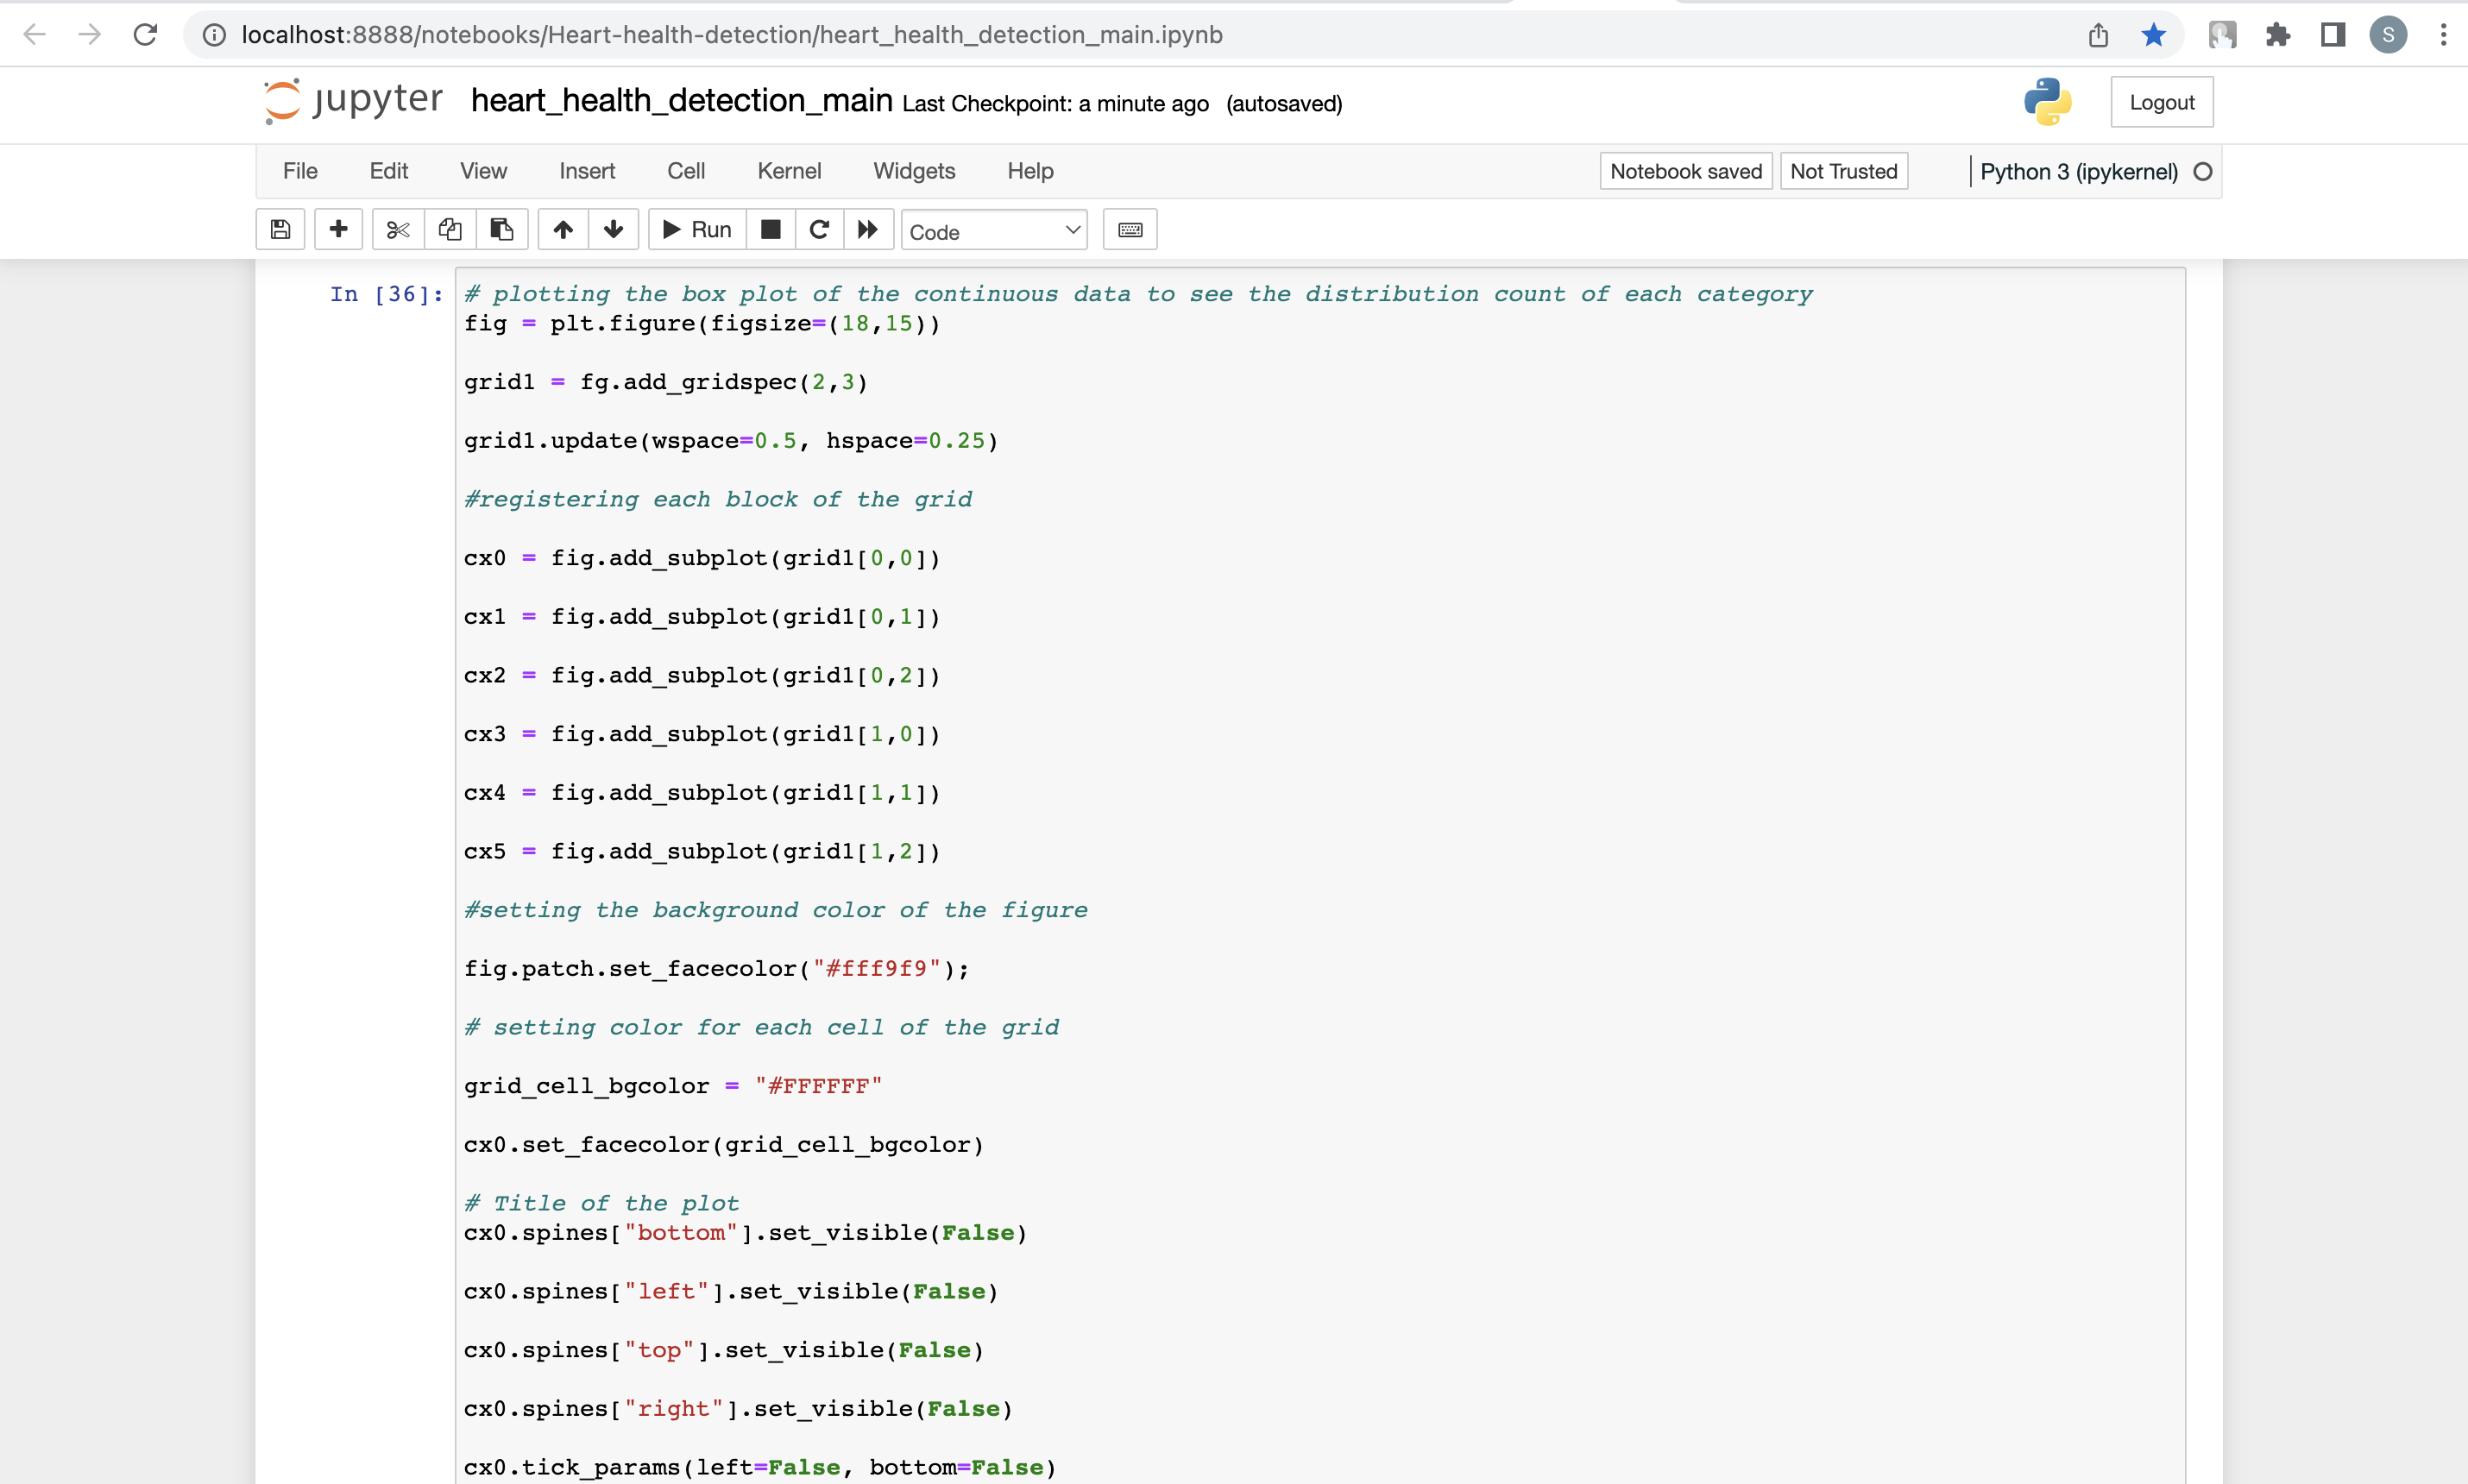 localhost:8888/notebooks/Heart-health-detection/heart_health_detection_main.ipynb
S
jupyter heart_health_detection_main Last Checkpoint: a minute ago (autosaved)
Logout
File Edit View Insert Cell Kernel Widgets Help
Notebook saved Not Trusted Python 3 (ipykernel)
Run Code
In [36]: # plotting the box plot of the continuous data to see the distribution count of each category
fig = plt.figure(figsize=(18,15))
grid1 = fg.add_gridspec(2,3)
grid1.update(wspace=0.5, hspace=0.25)
#registering each block of the grid
cx0 = fig.add_subplot(grid1[0,0])
cx1 = fig.add_subplot(grid1[0,1])
cx2 = fig.add_subplot(grid1[0,2])
cx3 = fig.add_subplot(grid1[1,0])
cx4 = fig.add_subplot(grid1[1,1])
cx5 = fig.add_subplot(grid1[1,2])
#setting the background color of the figure
fig.patch.set_facecolor("#fff9f9");
# setting color for each cell of the grid
grid_cell_bgcolor = "#FFFFFF"
cx0.set_facecolor(grid_cell_bgcolor)
# Title of the plot
cx0.spines["bottom"].set_visible(False)
cx0.spines["left"].set_visible(False)
cx0.spines["top"].set_visible(False)
cx0.spines["right"].set_visible(False)
cx0.tick_params(left=False, bottom=False)